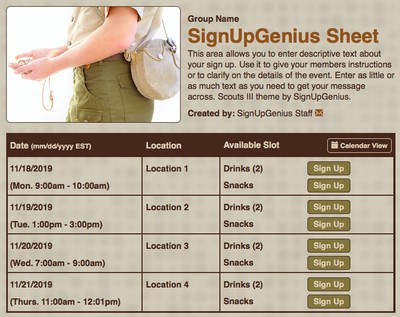 Group Name
SignUpGenius Sheet
This area allows you to enter descriptive text about
your sign up. Use it to give your members instructions
or to clarify on the details of the event. Enter as little or
as much text as you need to get your message
across. Scouts III theme by SignUpGenius.
Created by: SignUpGenius Staff
Date (mm/dd/yyyy EST) Location Available Slot Calendar View
11/18/2019 Location 1 Drinks (2) Sign Up
(Mon. 9:00am - 10:00am) Snacks Sign Up
11/19/2019 Location 2 Drinks (2) Sign Up
(Tue. 1:00pm - 3:00pm) Snacks Sign Up
11/20/2019 Location 3 Drinks (2) Sign Up
(Wed. 7:00am - 9:00am) Snacks Sign Up
11/21/2019 Location 4 Drinks (2) Sign Up
(Thurs. 11:00am - 12:01pm) Snacks Sign Up